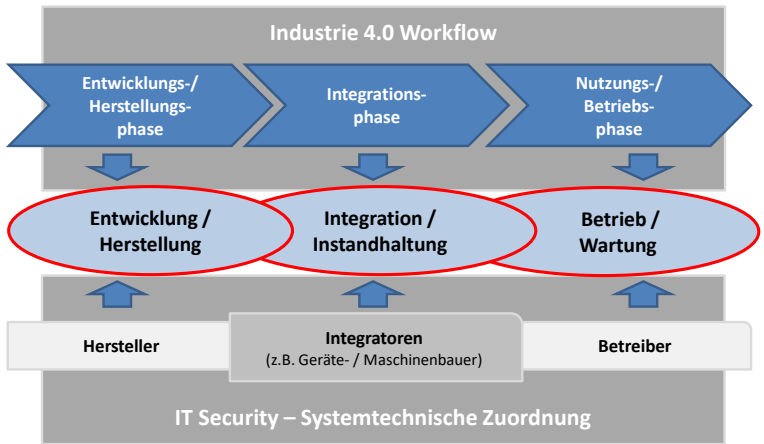 Industrie 4.0 Workflow
Entwicklungs-/
Herstellungs-
phase
Integrations-
phase
Nutzungs-/
Betriebs-
phase
Entwicklung /
Herstellung
Integration /
Instandhaltung
Betrieb /
Wartung
Hersteller
Integratoren
(z.B. Geräte- / Maschinenbauer)
Betreiber
IT Security – Systemtechnische Zuordnung